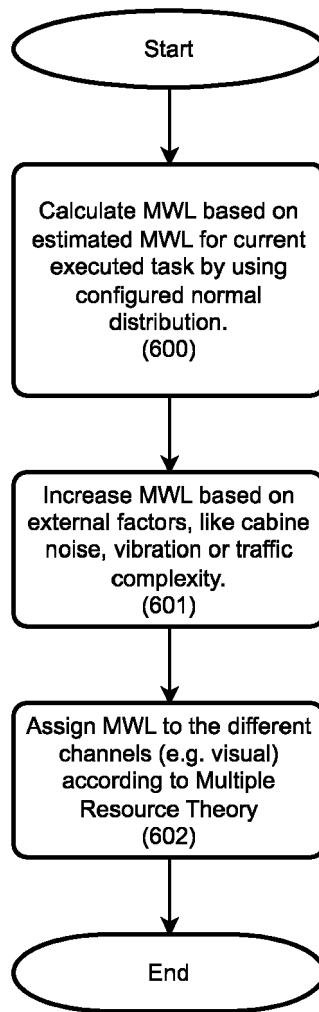 Start
Calculate MWL based on
estimated MWL for current
executed task by using
configured normal
distribution.
(600)
Increase MWL based on
external factors, like cabine
noise, vibration or traffic
complexity.
(601)
Assign MWL to the different
channels (e.g. visual)
according to Multiple
Resource Theory
(602)
End